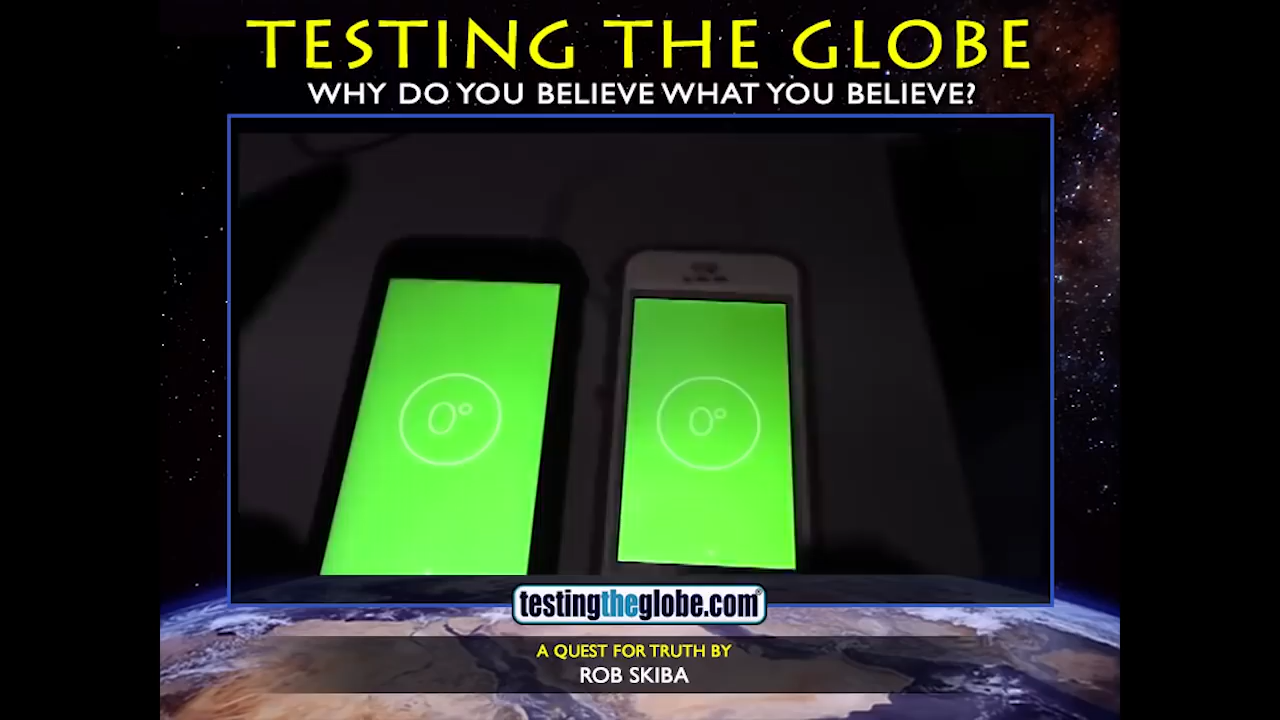 TESTING THE GLOBE
WHY DO YOU BELIEVE WHAT YOU BELIEVE?
0° 0°
testingtheglobe.com®
A QUEST FOR TRUTH BY
ROB SKIBA